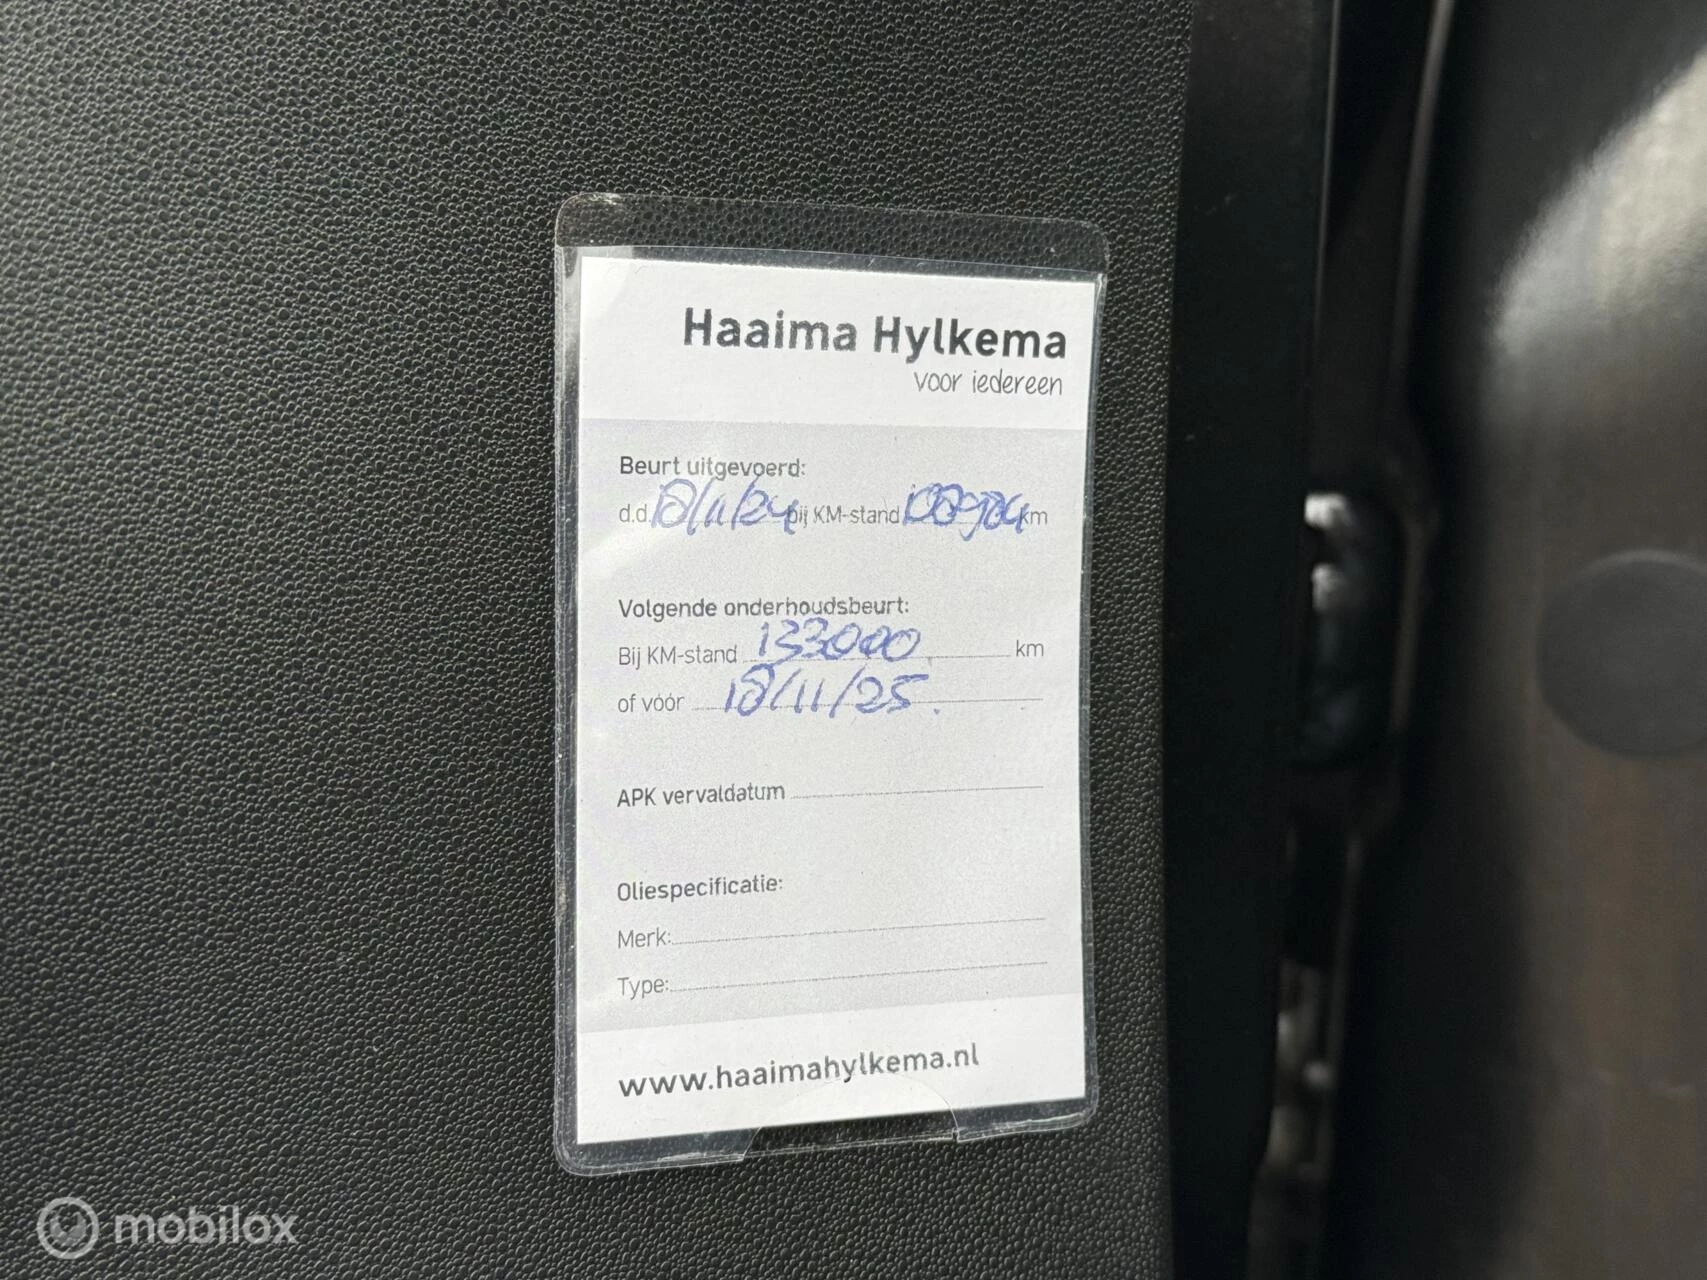 Haaima Hylkema
voor iedereen
Beurt uitgevoerd:
d.d. 18/11/24 bij KM-stand km
Volgende onderhoudsbeurt:
Bij KM-stand 133000 km
of vóór 18/11/25.
APK vervaldatum
Oliespecificatie:
Merk:
Type:
www.haaimahylkema.nl
mobilox